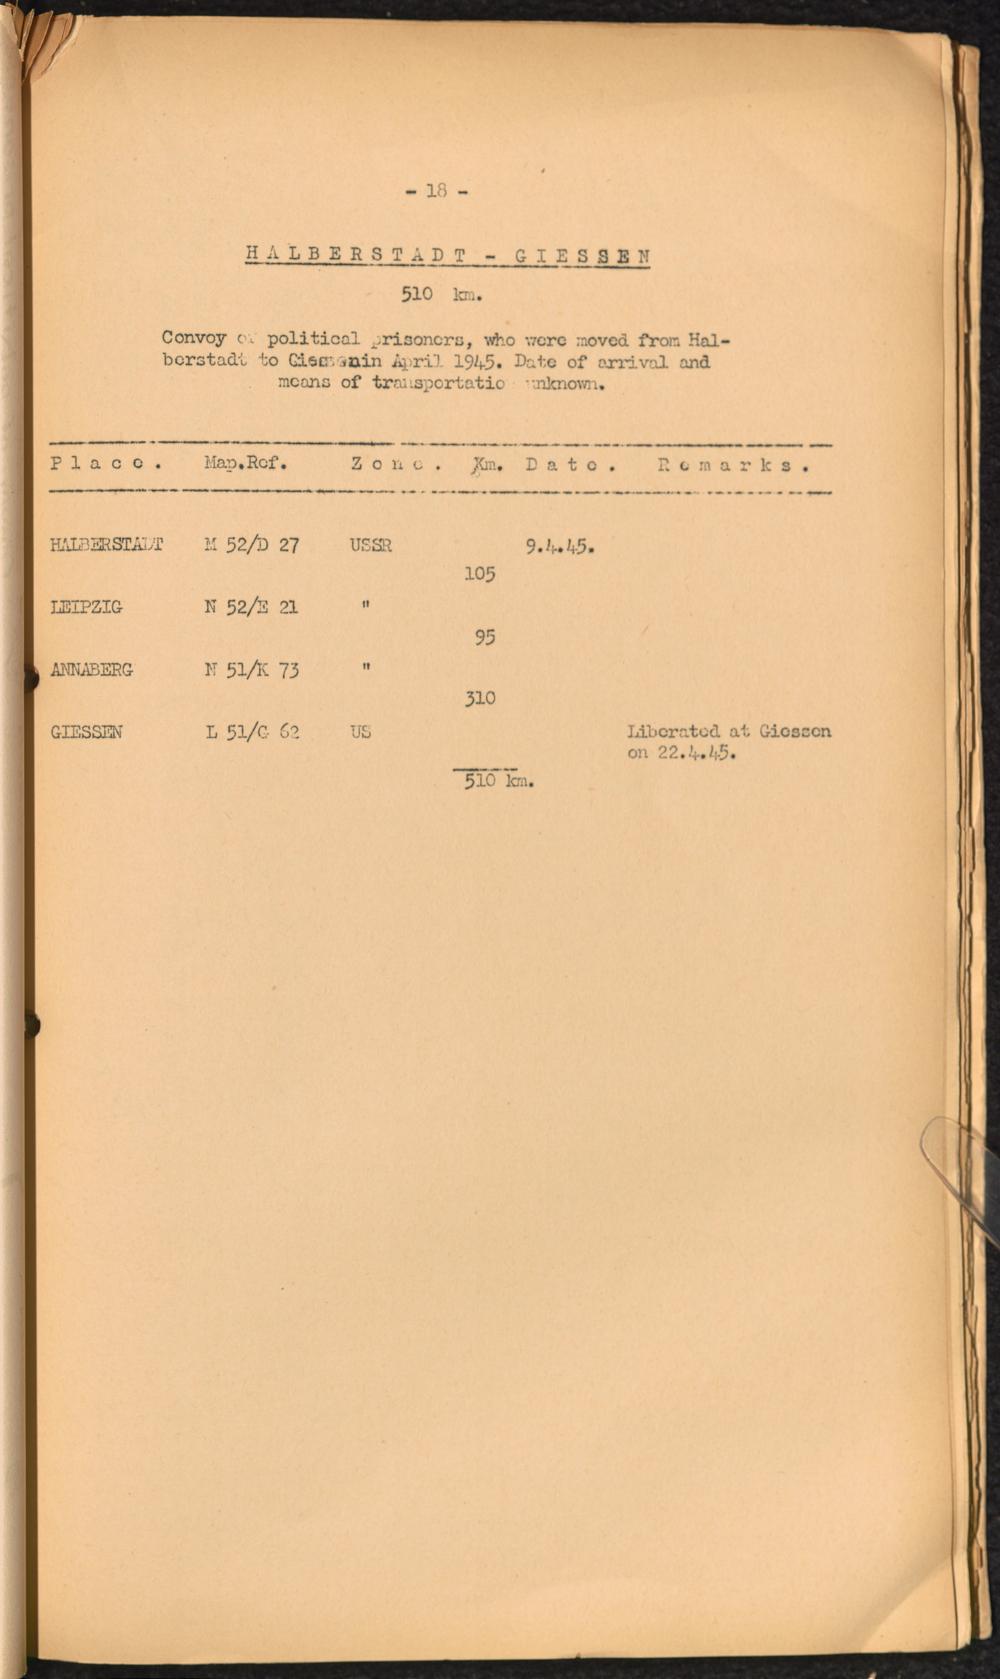 - 18 -
HALBERSTADT - GIESSEN
510 km.
Convoy of political prisoners, who were moved from Hal-
berstadt to Giessenin April 1945. Date of arrival and
means of transportatio unknown.
Place. Map.Ref. Zone. Km. Date. Remarks.
HALBERSTADT M 52/D 27 USSR 9.4.45.
105
LEIPZIG N 52/E 21 "
95
ANNABERG N 51/K 73 "
310
GIESSEN L 51/G 62 US Liberated at Giessen
on 22.4.45.
510 km.